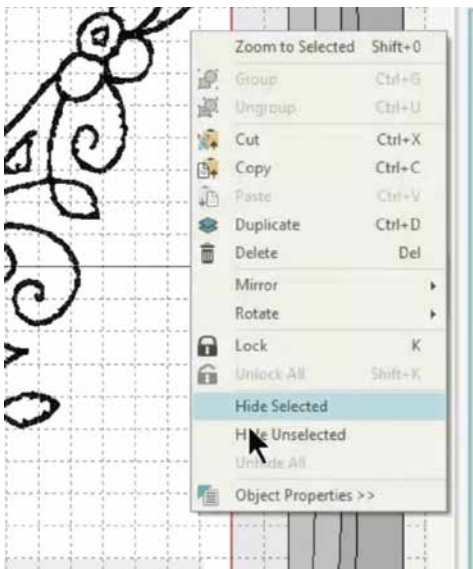 Zoom to Selected Shift+0
Group Ctrl+G
Ungroup Ctrl+U
Cut Ctrl+X
Copy Ctrl+C
Paste Ctrl+V
Duplicate Ctrl+D
Delete Del
Mirror
Rotate
Lock K
Unlock All Shift+K
Hide Selected
Hide Unselected
Unhide All
Object Properties >>